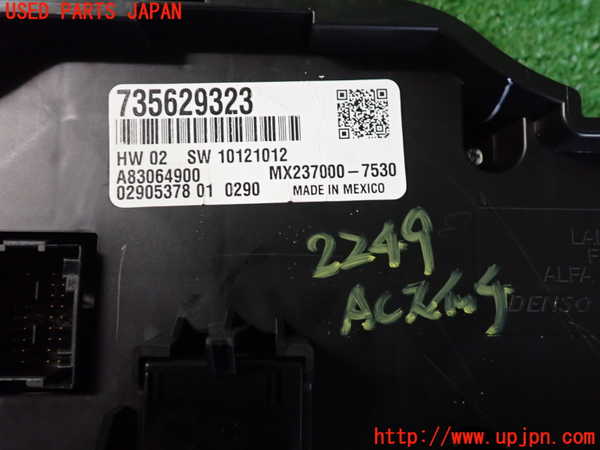 USED PARTS JAPAN
735629323
HW 02 SW 10121012
A83064900 MX237000-7530
02905378 01 0290 MADE IN MEXICO
2249
LAN
F
ALFA
DENSO
http://www.upjpn.com/